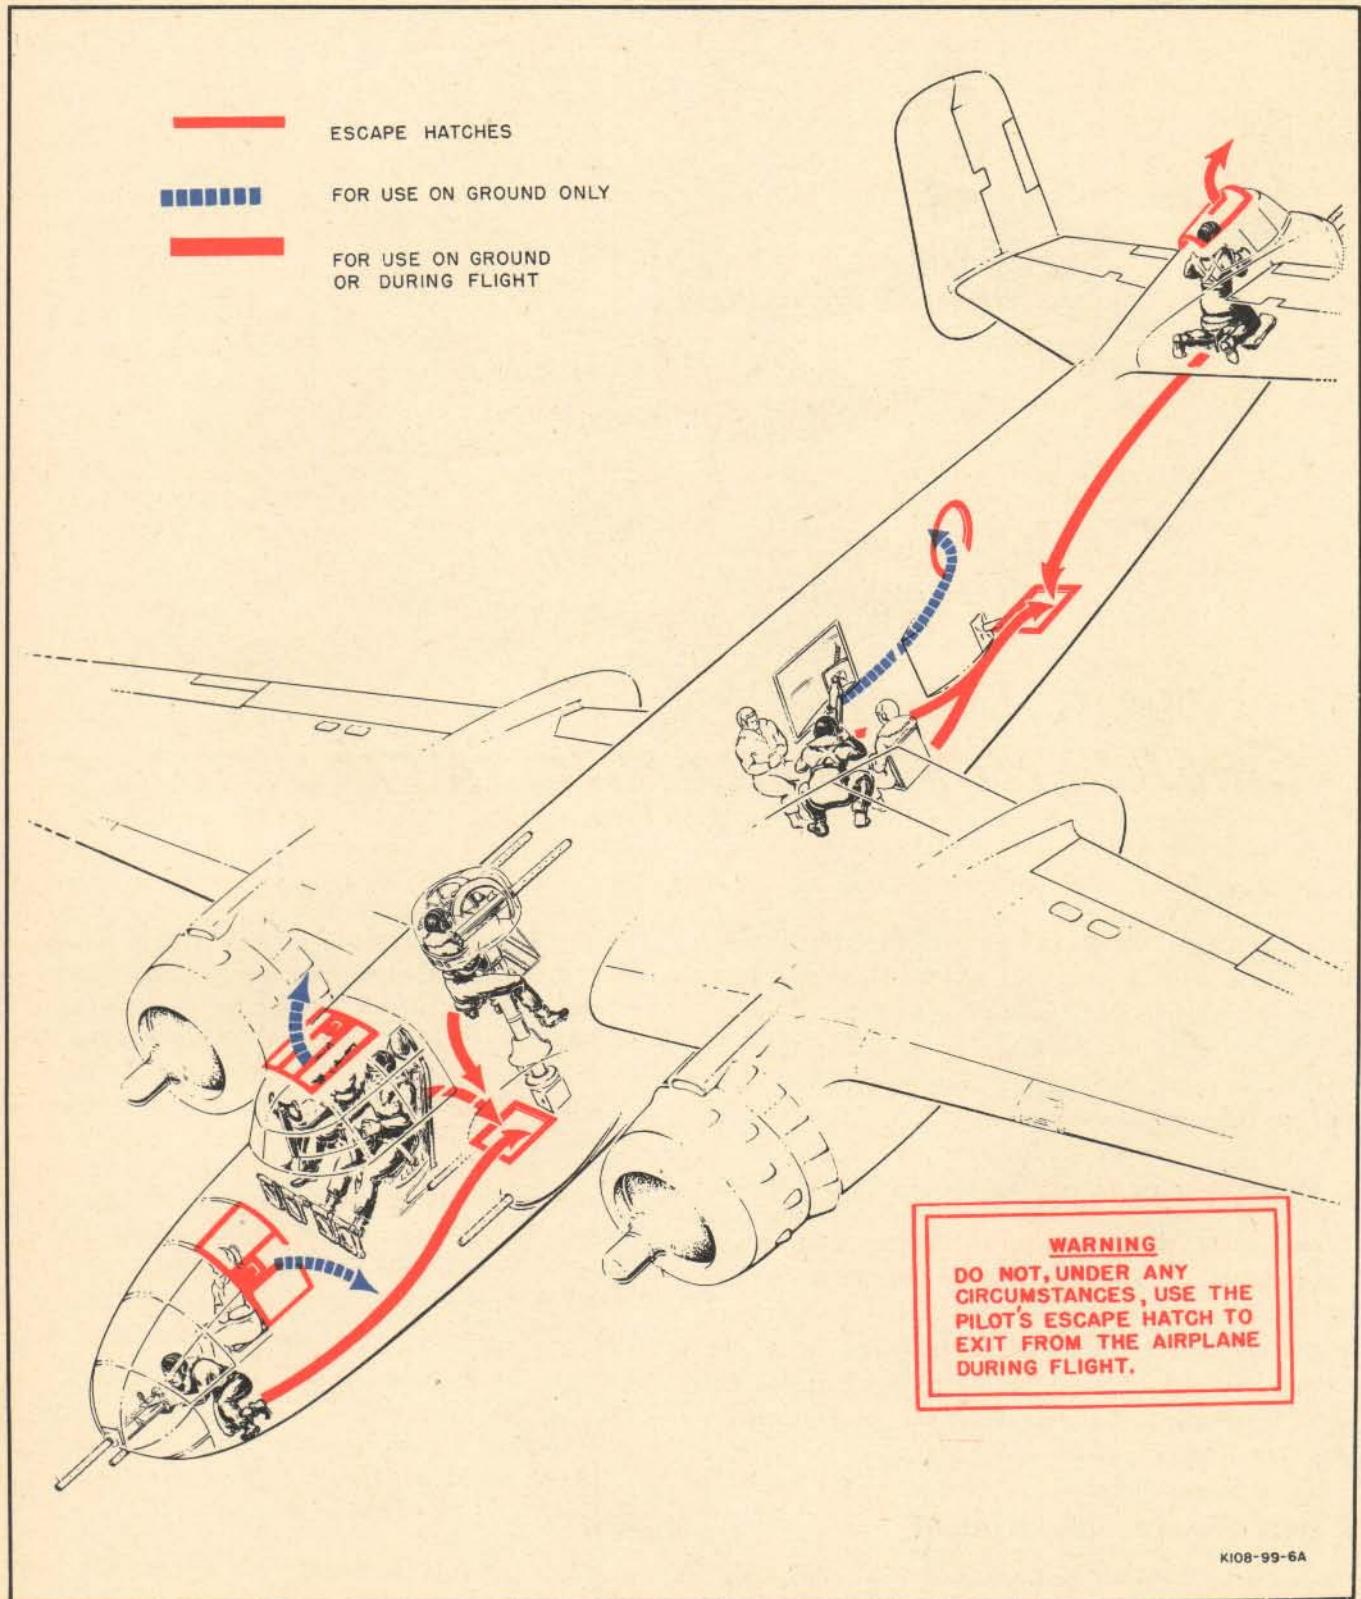 ESCAPE HATCHES
FOR USE ON GROUND ONLY
FOR USE ON GROUND
OR DURING FLIGHT
WARNING
DO NOT, UNDER ANY
CIRCUMSTANCES, USE THE
PILOT'S ESCAPE HATCH TO
EXIT FROM THE AIRPLANE
DURING FLIGHT.
K108-99-6A